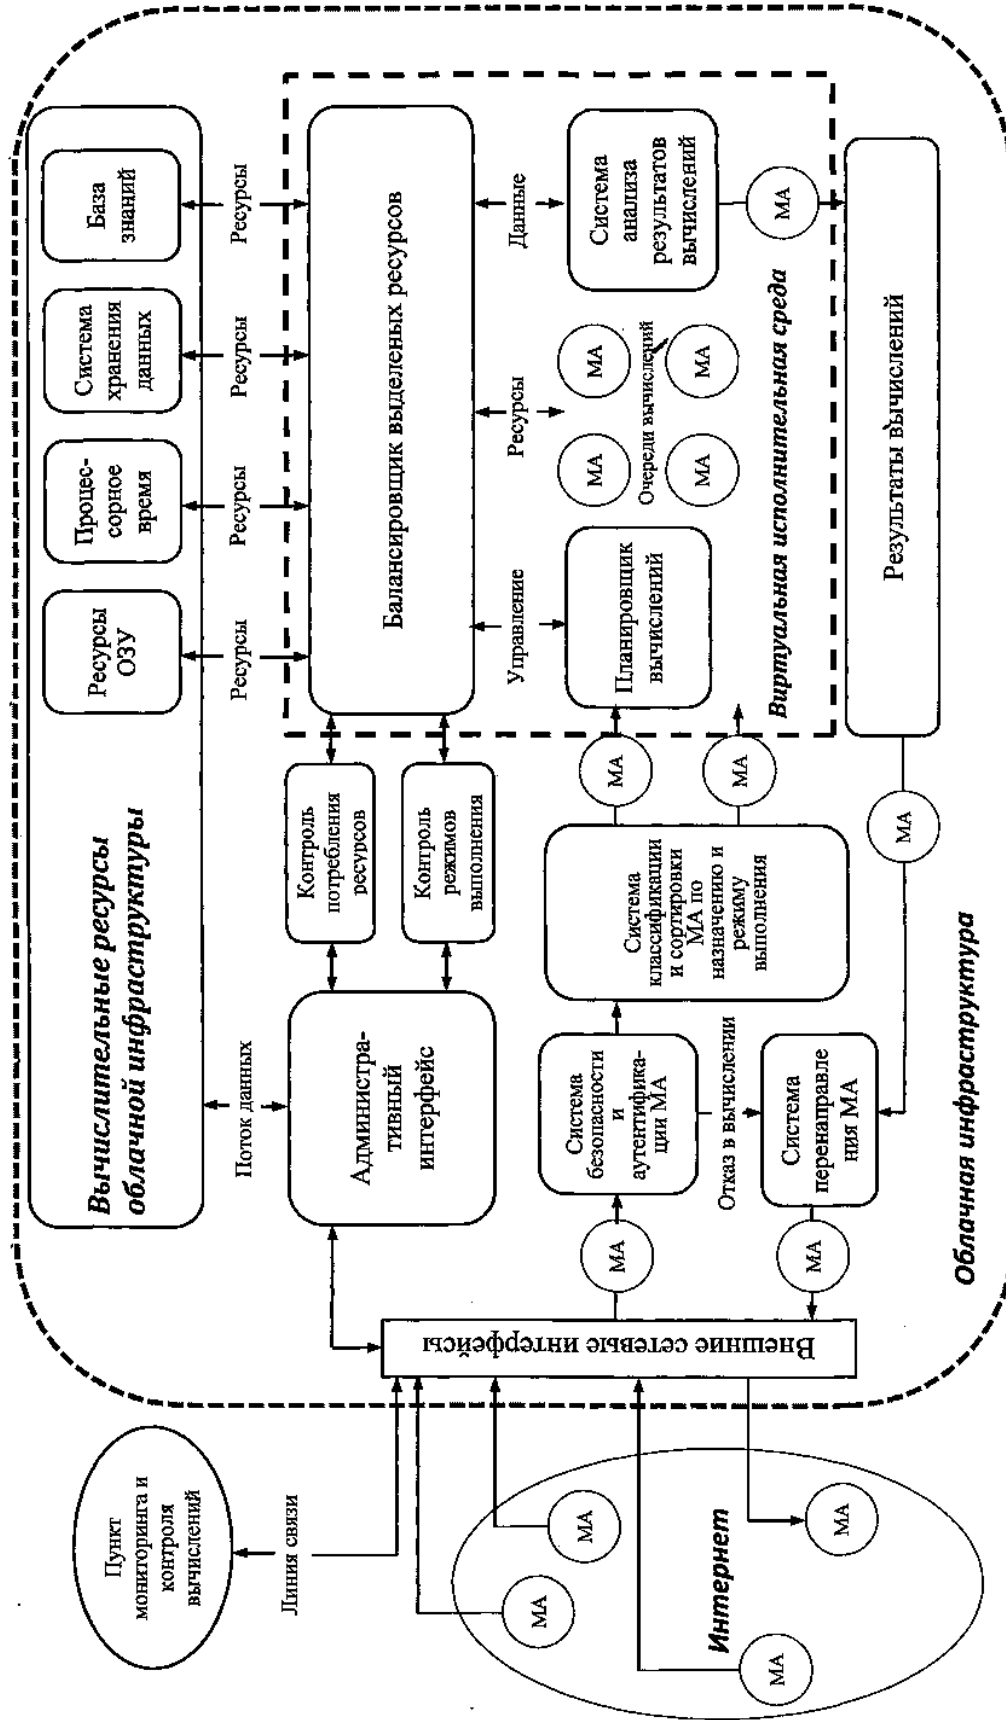 Вычислительные ресурсы
облачной инфраструктуры
Ресурсы
ОЗУ
Процес-
сорное
время
Система
хранения
данных
База
знаний
Пункт
мониторинга и
контроля
вычислений
Линия связи
Поток данных
Ресурсы
Ресурсы
Ресурсы
Ресурсы
Администра-
тивный
интерфейс
Контроль
потребления
ресурсов
Контроль
режимов
выполнения
Балансировщик выделеных ресурсов
Управление
Ресурсы
Данные
Внешние сетевые интерфейсы
МА
МА
МА
МА
Интернет
МА
МА
Система
безопасности
и
аутентифика-
ции МА
Отказ в вычислении
Система
перенаправле
ния МА
Система
классификации
и сортировки
МА по
назначению и
режиму
выполнения
МА
МА
Планировщик
вычислений
МА
МА
Очереди вычислений
МА
МА
Система
анализа
результатов
вычислений
МА
Виртуальная исполнительная среда
МА
Результаты вычислений
Облачная инфраструктура